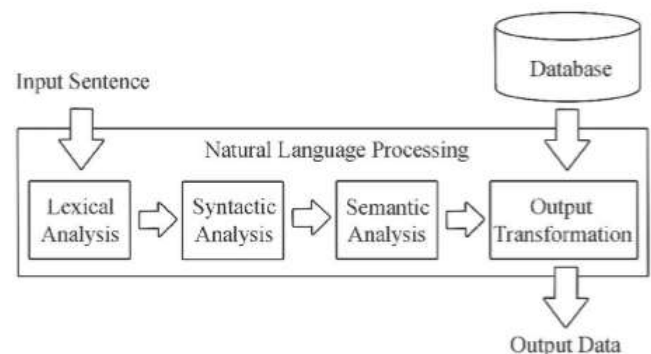 Input Sentence
Database
Natural Language Processing
Lexical
Analysis
Syntactic
Analysis
Semantic
Analysis
Output
Transformation
Output Data